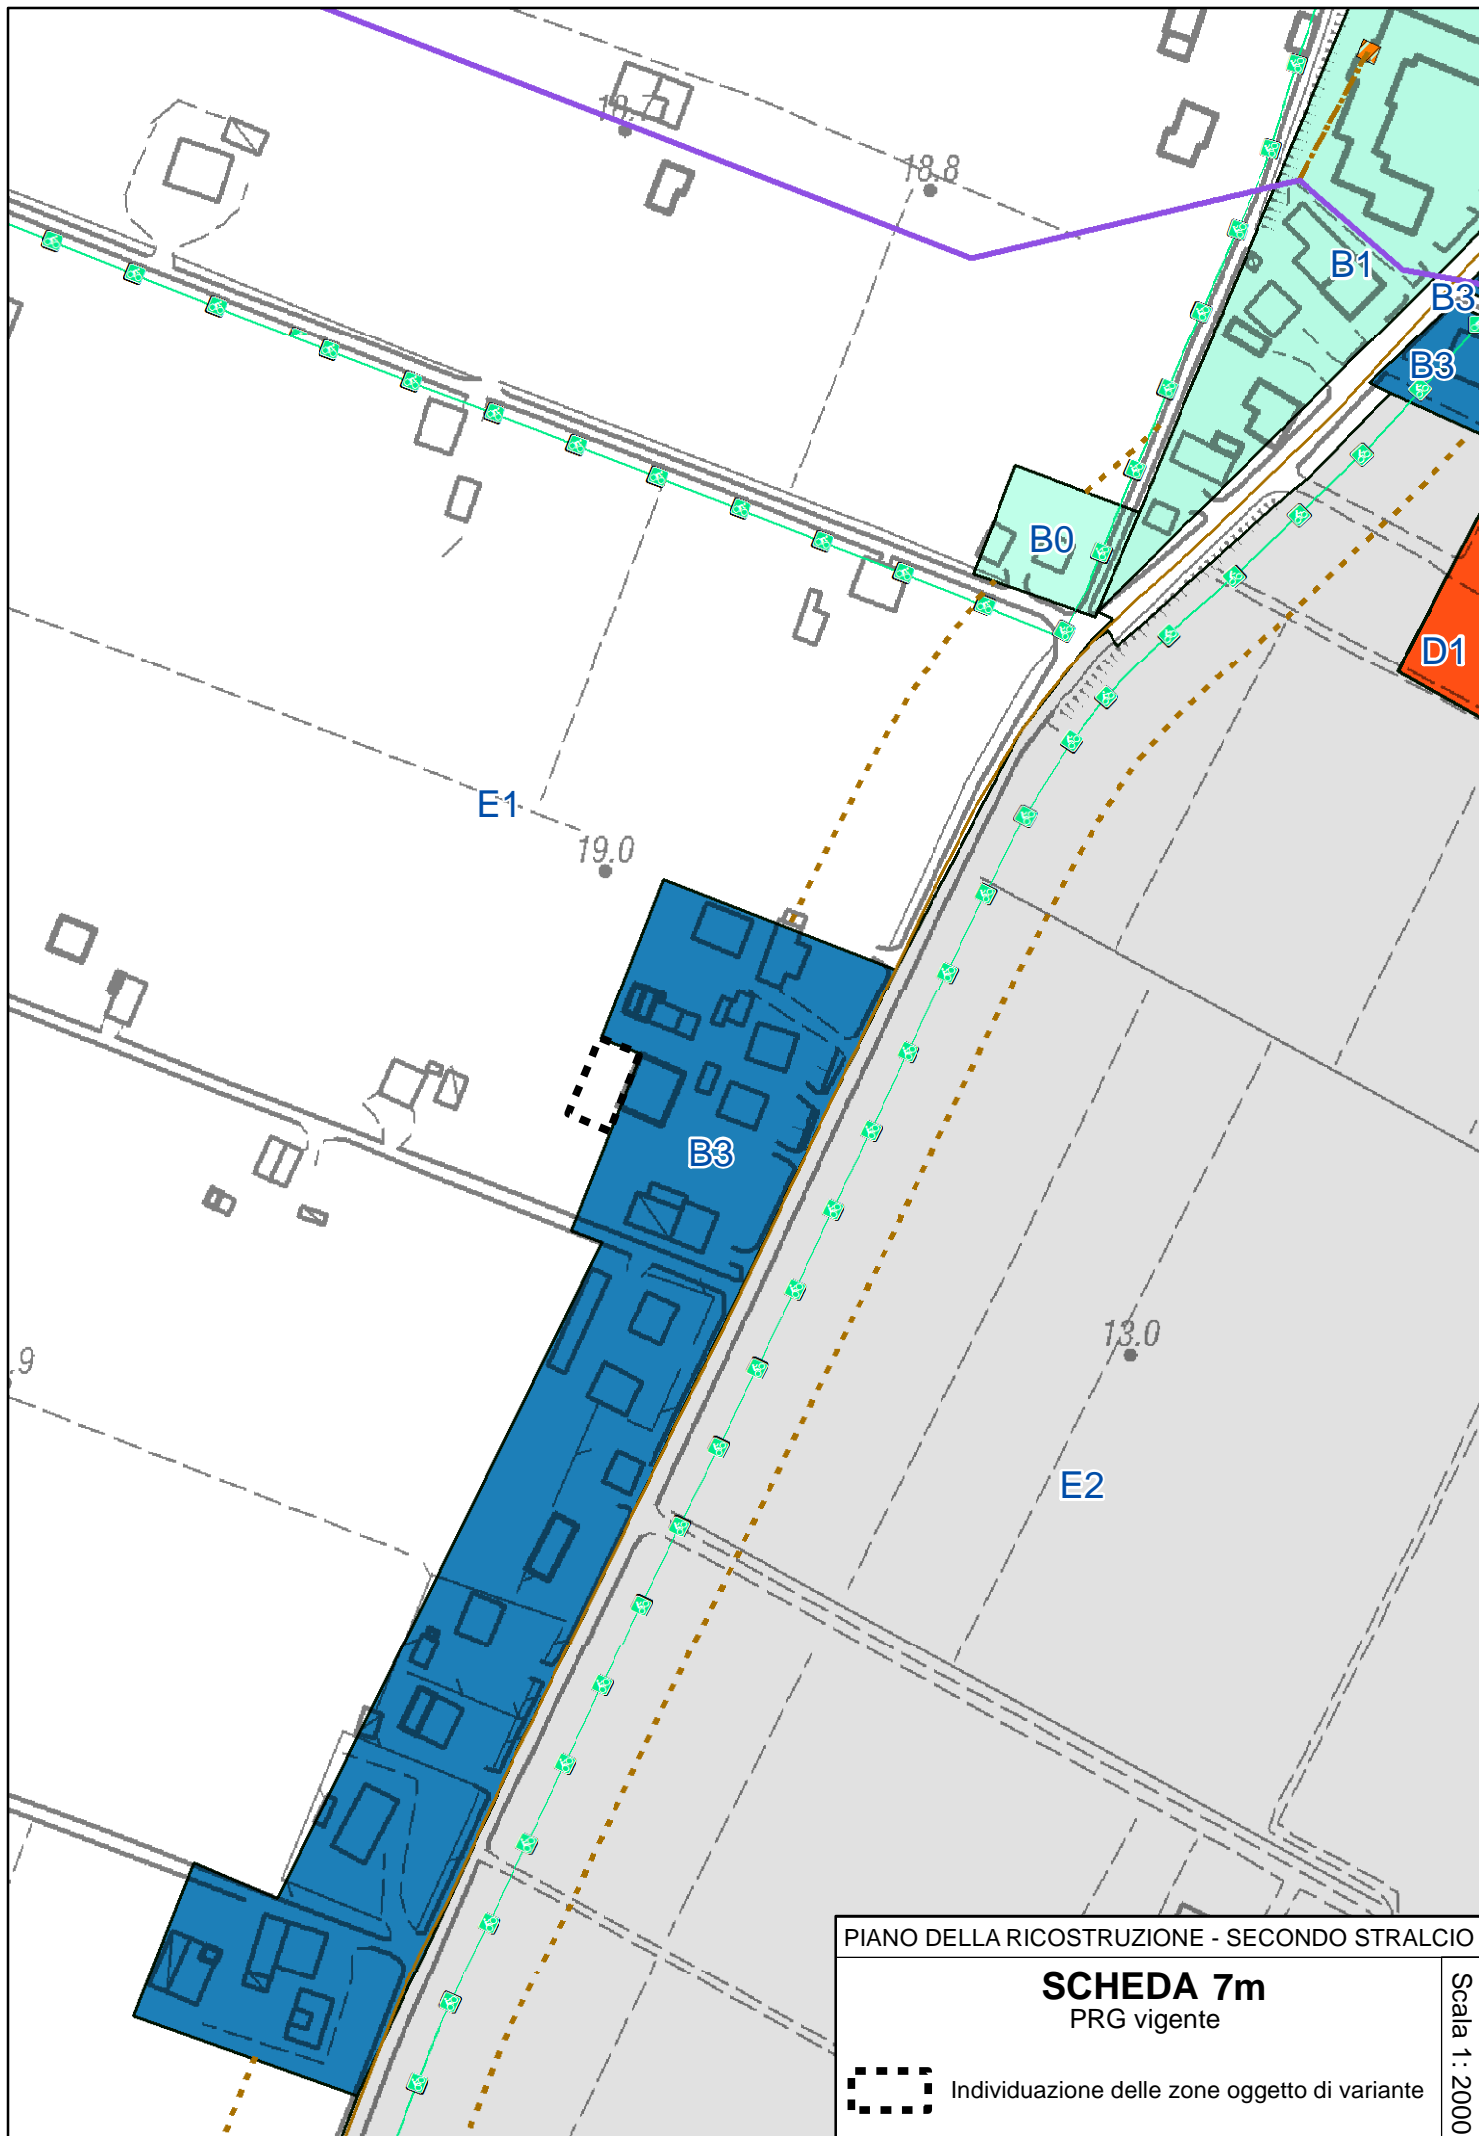 18.8
B1
B3
B3
B0
D1
E1
19.0
B3
13.0
.9
E2
PIANO DELLA RICOSTRUZIONE - SECONDO STRALCIO
SCHEDA 7m
PRG vigente
Individuazione delle zone oggetto di variante
Scala 1: 2000